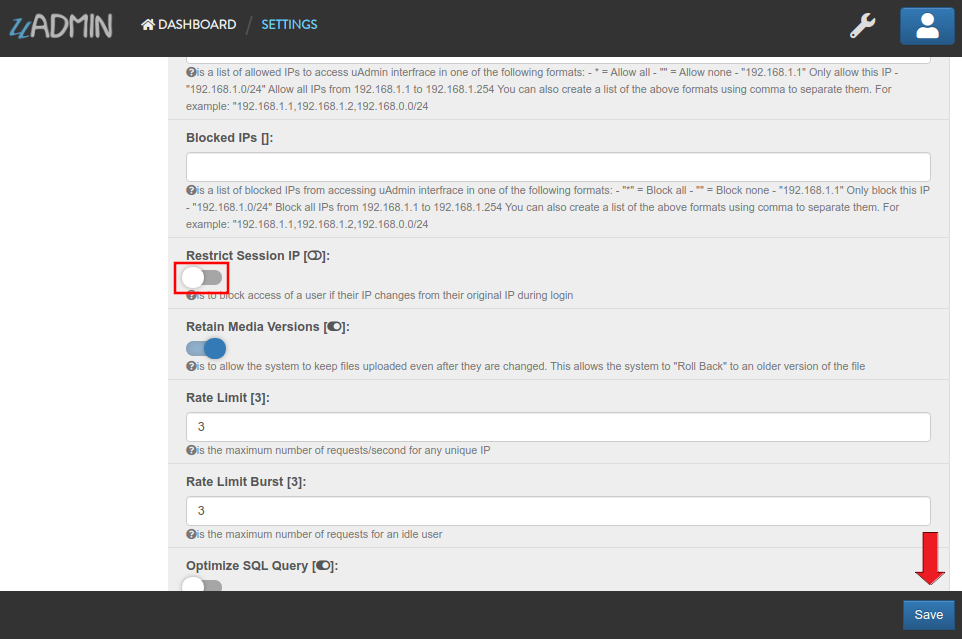 uADMIN
DASHBOARD / SETTINGS
is a list of allowed IPs to access uAdmin interfrace in one of the following formats: - * = Allow all - "" = Allow none - "192.168.1.1" Only allow this IP -
"192.168.1.0/24" Allow all IPs from 192.168.1.1 to 192.168.1.254 You can also create a list of the above formats using comma to separate them. For
example: "192.168.1.1,192.168.1.2,192.168.0.0/24
Blocked IPs []:
is a list of blocked IPs from accessing uAdmin interfrace in one of the following formats: - "*" = Block all - "" = Block none - "192.168.1.1" Only block this IP
- "192.168.1.0/24" Block all IPs from 192.168.1.1 to 192.168.1.254 You can also create a list of the above formats using comma to separate them. For
example: "192.168.1.1,192.168.1.2,192.168.0.0/24
Restrict Session IP []:
is to block access of a user if their IP changes from their original IP during login
Retain Media Versions []:
is to allow the system to keep files uploaded even after they are changed. This allows the system to "Roll Back" to an older version of the file
Rate Limit [3]:
3
is the maximum number of requests/second for any unique IP
Rate Limit Burst [3]:
3
is the maximum number of requests for an idle user
Optimize SQL Query []:
Save